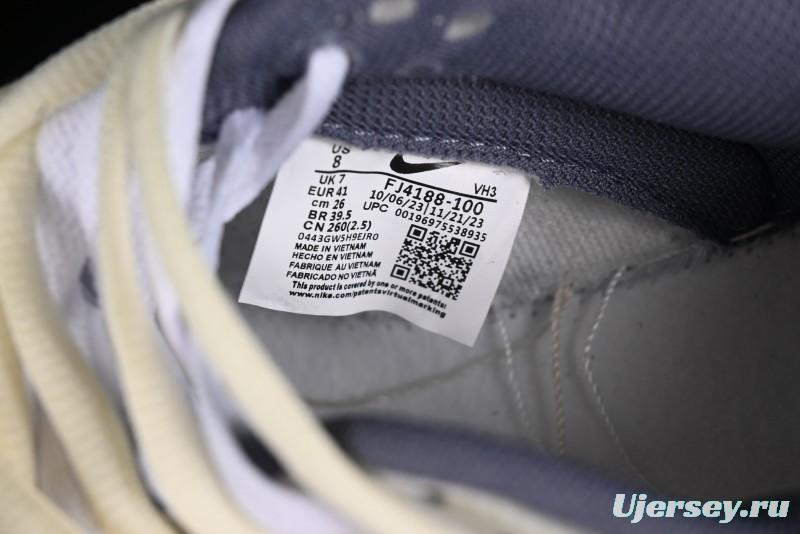 US
8
UK 7
EUR 41
cm 26
BR 39.5
CN 260(2.5)
0443GW5H9EJR0
MADE IN VIETNAM
HECHO EN VIETNAM
FABRIQUE AU VIETNAM
FABRICADO NO VIETNÃ
This product is covered by one or more patents.
www.nike.com/patentsvirtualmarking
VH3
FJ4188-100
10/06/23|11/21/23
UPC 00196975538935
Ujersey.ru